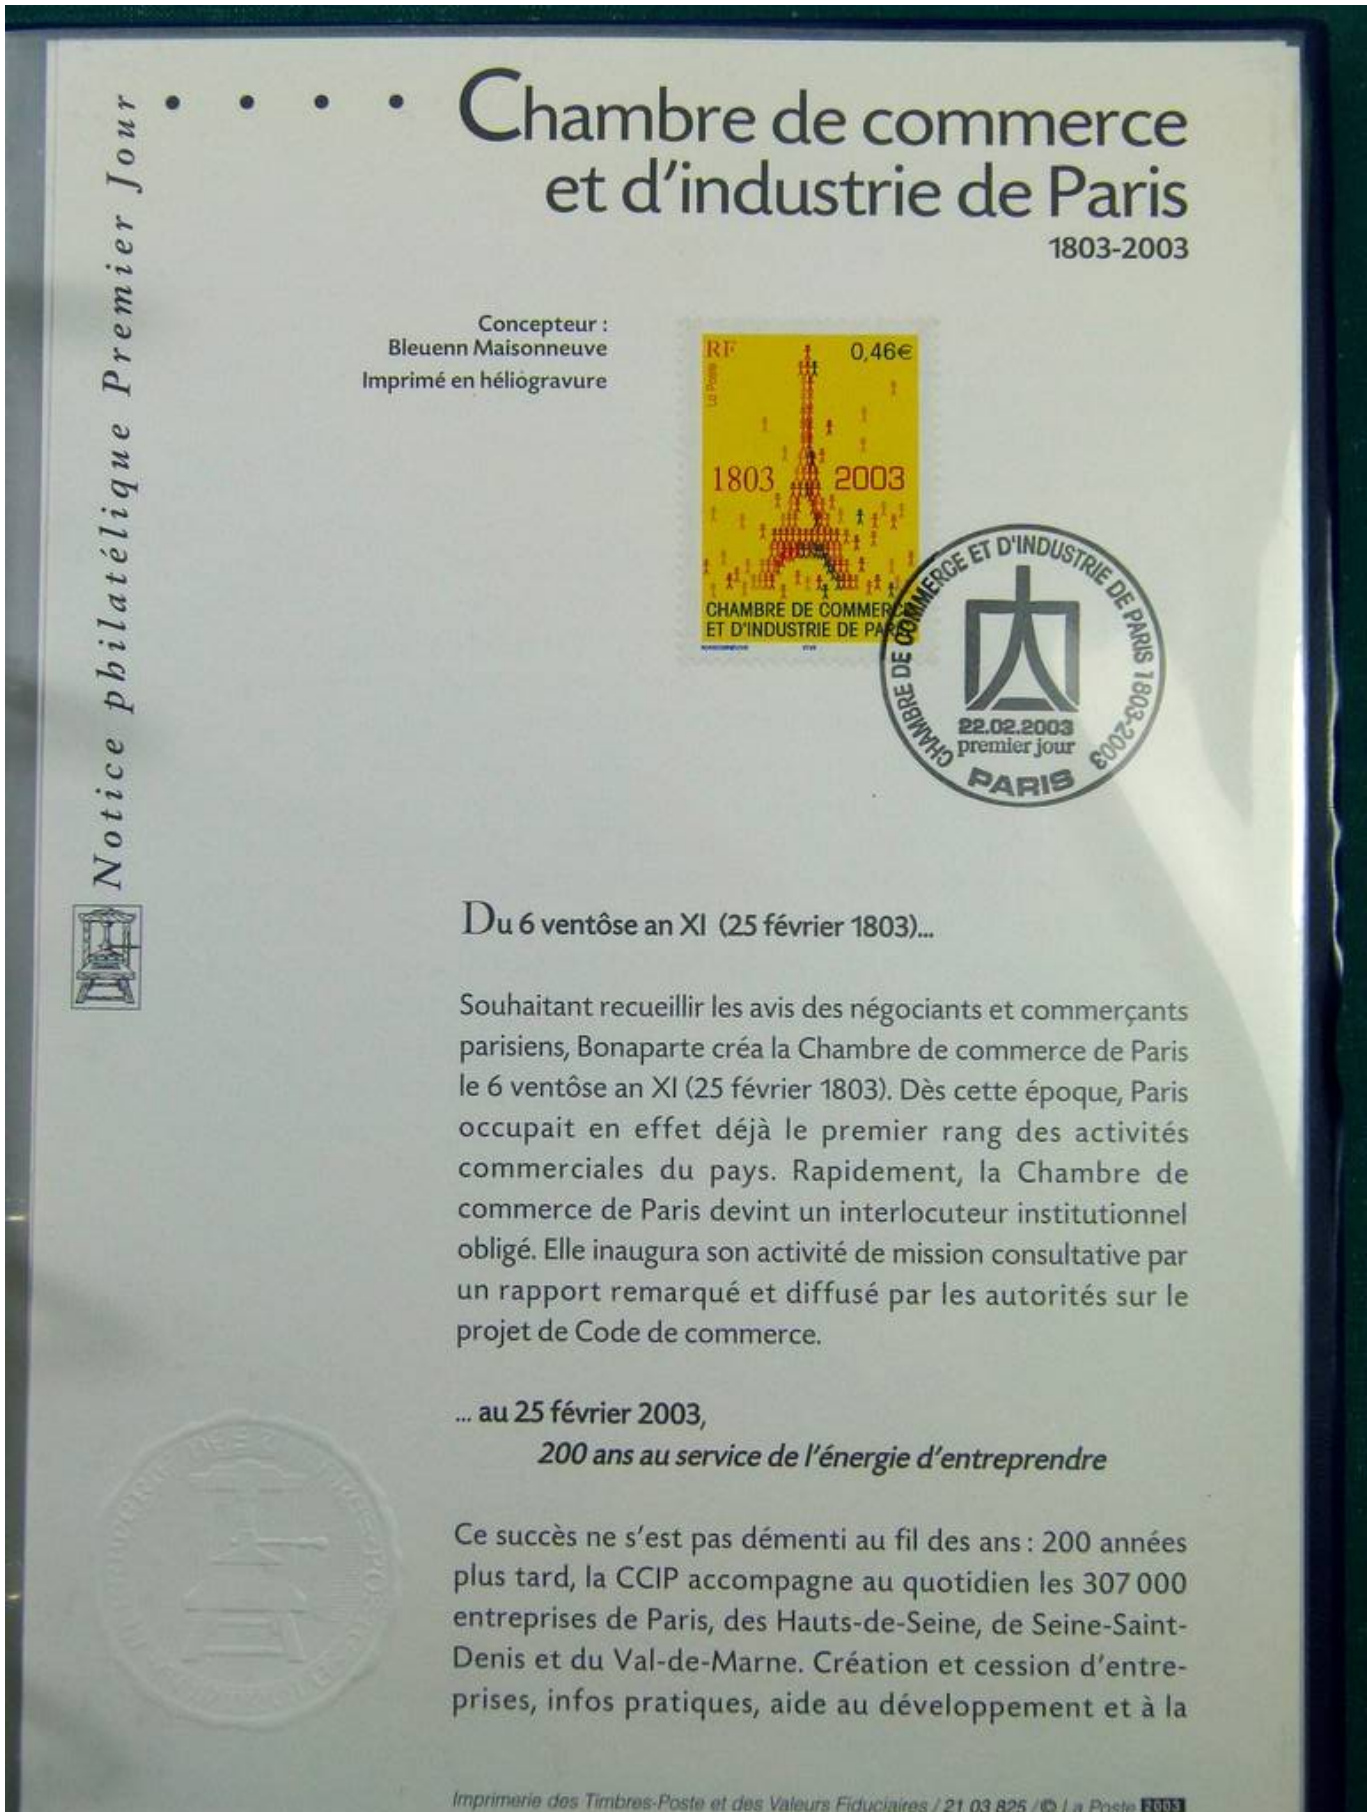 Notice philatélique Premier Jour
Chambre de commerce
et d'industrie de Paris
1803-2003
Concepteur :
Bleuenn Maisonneuve
Imprimé en héliogravure
RF
0,46€
La Poste
1803 2003
CHAMBRE DE COMMERCE
ET D'INDUSTRIE DE PARIS
CHAMBRE DE COMMERCE ET D'INDUSTRIE DE PARIS 1803-2003
22.02.2003
premier jour
PARIS
Du 6 ventôse an XI (25 février 1803)...
Souhaitant recueillir les avis des négociants et commerçants
parisiens, Bonaparte créa la Chambre de commerce de Paris
le 6 ventôse an XI (25 février 1803). Dès cette époque, Paris
occupait en effet déjà le premier rang des activités
commerciales du pays. Rapidement, la Chambre de
commerce de Paris devint un interlocuteur institutionnel
obligé. Elle inaugura son activité de mission consultative par
un rapport remarqué et diffusé par les autorités sur le
projet de Code de commerce.
... au 25 février 2003,
200 ans au service de l'énergie d'entreprendre
Ce succès ne s'est pas démenti au fil des ans : 200 années
plus tard, la CCIP accompagne au quotidien les 307 000
entreprises de Paris, des Hauts-de-Seine, de Seine-Saint-
Denis et du Val-de-Marne. Création et cession d'entre-
prises, infos pratiques, aide au développement et à la
Imprimerie des Timbres-Poste et des Valeurs Fiduciaires / 21 03 825 / © La Poste 2003